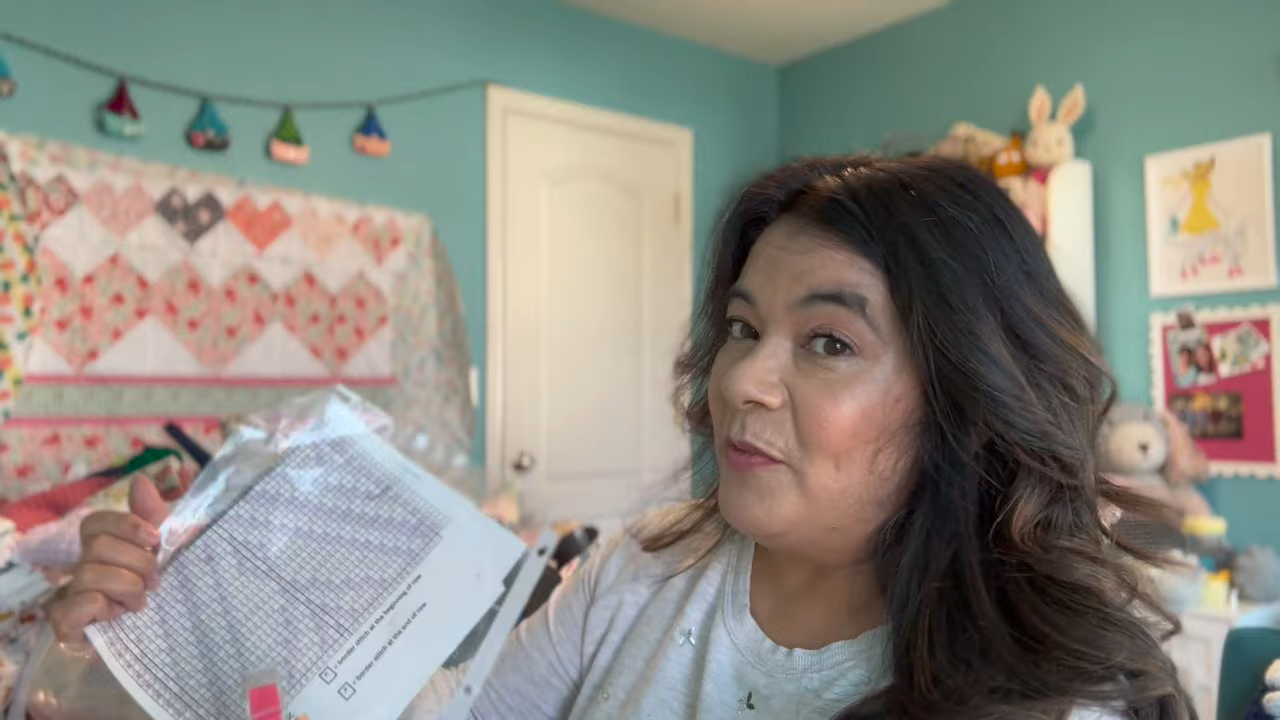 = border stitch at the beginning of row
= border stitch at the end of row